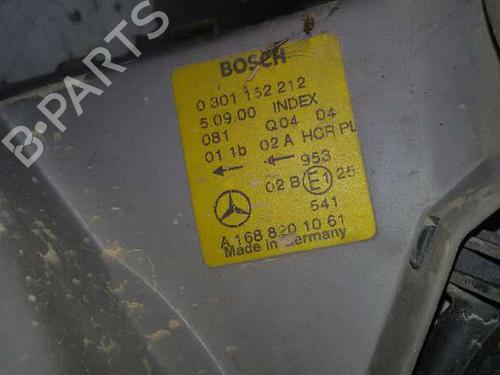 B-PARTS
BOSCH
0 301 152 212
5.09.00 INDEX
081 Q04 04
01 1b 02 A HCR PL
953
02 B E1 25
541
A 168 820 10 61
Made in Germany